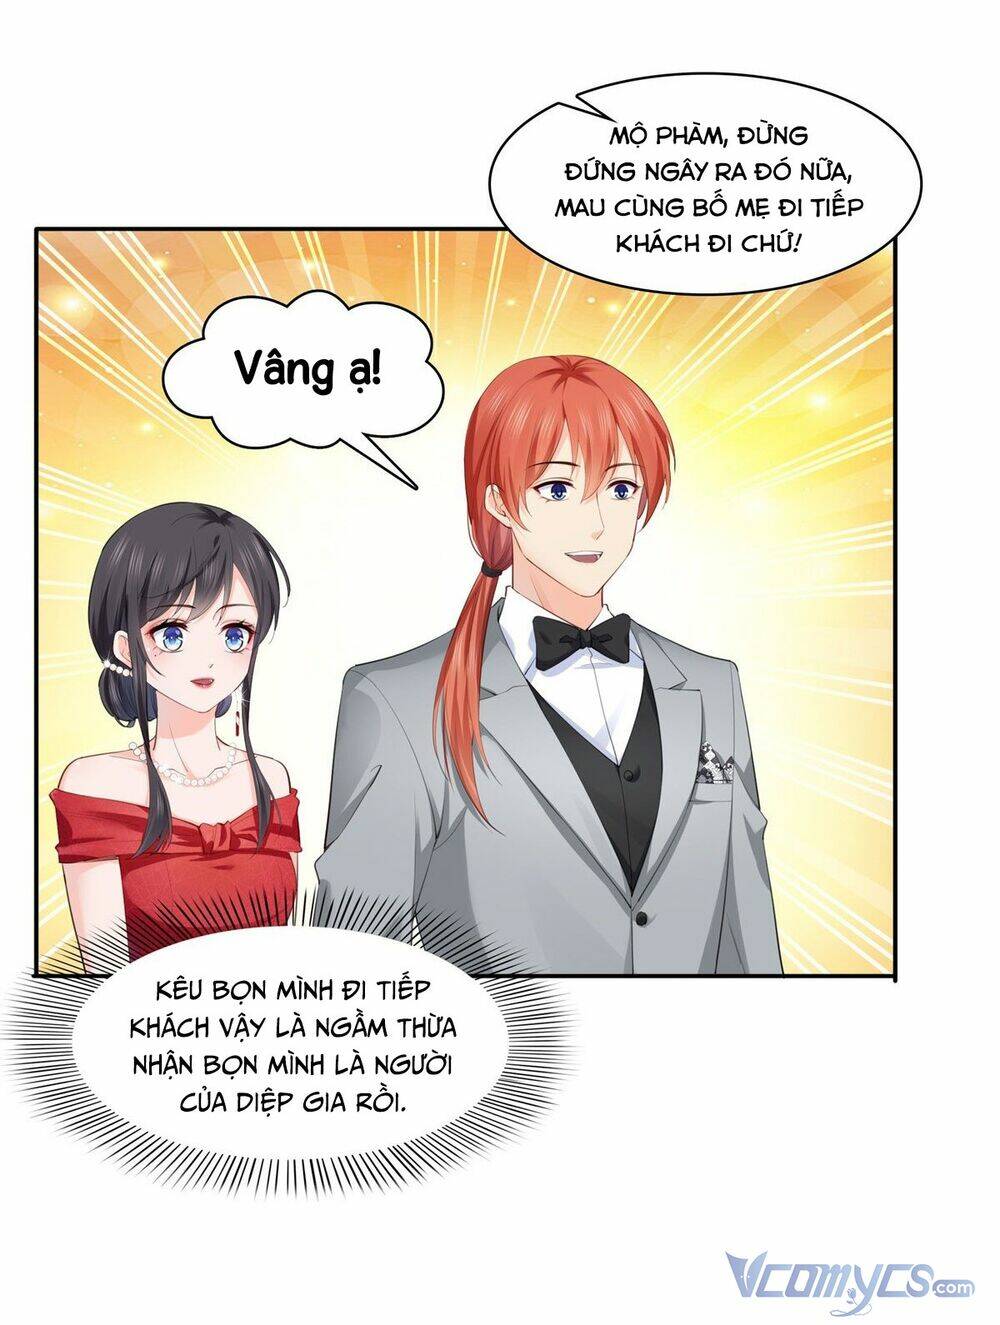 MỘ PHÀM, ĐỪNG
ĐỨNG NGÂY RA ĐÓ NỮA,
MAU CÙNG BỐ MẸ ĐI TIẾP
KHÁCH ĐI CHỨ!
Vâng ạ!
KÊU BỌN MÌNH ĐI TIẾP
KHÁCH VẬY LÀ NGẦM THỪA
NHẬN BỌN MÌNH LÀ NGƯỜI
CỦA DIỆP GIA RỒI.
VCOMYCS.com